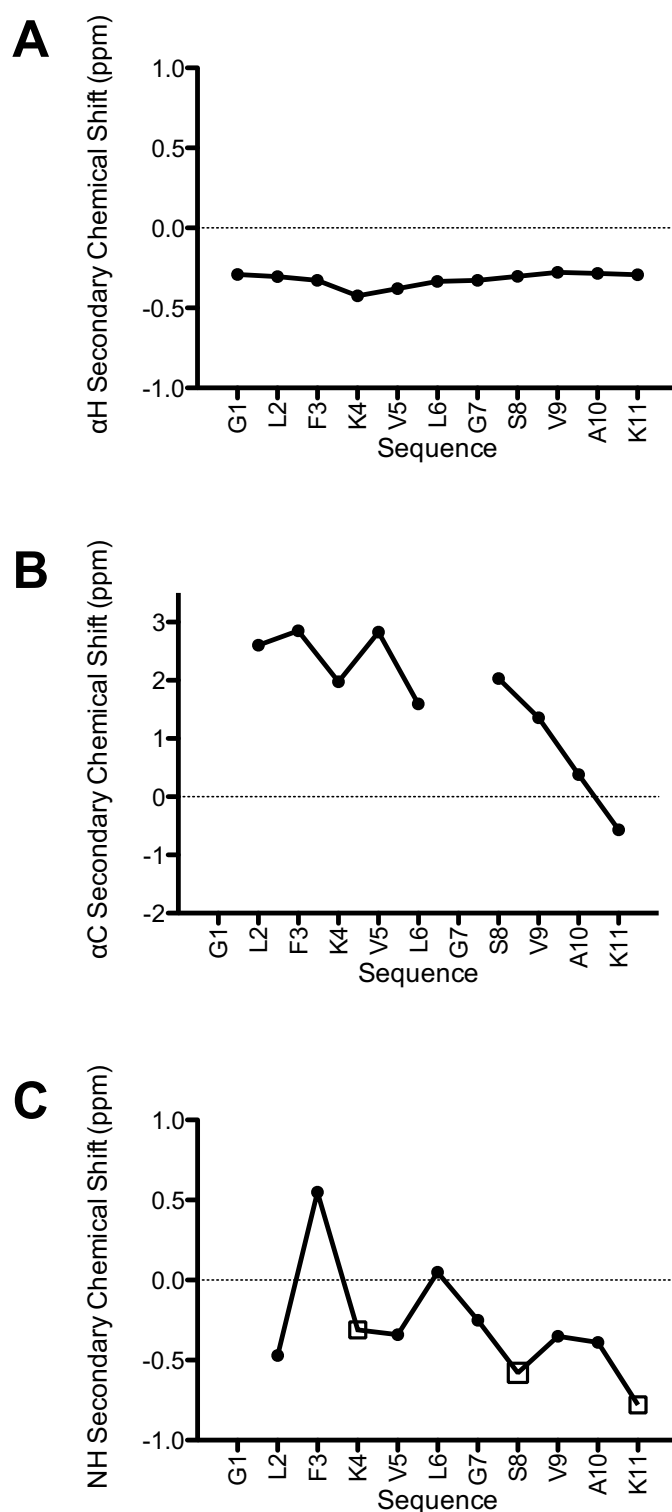 A
αH Secondary Chemical Shift (ppm)
1.0
0.5
0.0
-0.5
-1.0
G1
L2
F3
K4
V5
L6
G7
S8
V9
A10
K11
Sequence
B
αC Secondary Chemical Shift (ppm)
3
2
1
0
-1
-2
G1
L2
F3
K4
V5
L6
G7
S8
V9
A10
K11
Sequence
C
NH Secondary Chemical Shift (ppm)
1.0
0.5
0.0
-0.5
-1.0
G1
L2
F3
K4
V5
L6
G7
S8
V9
A10
K11
Sequence